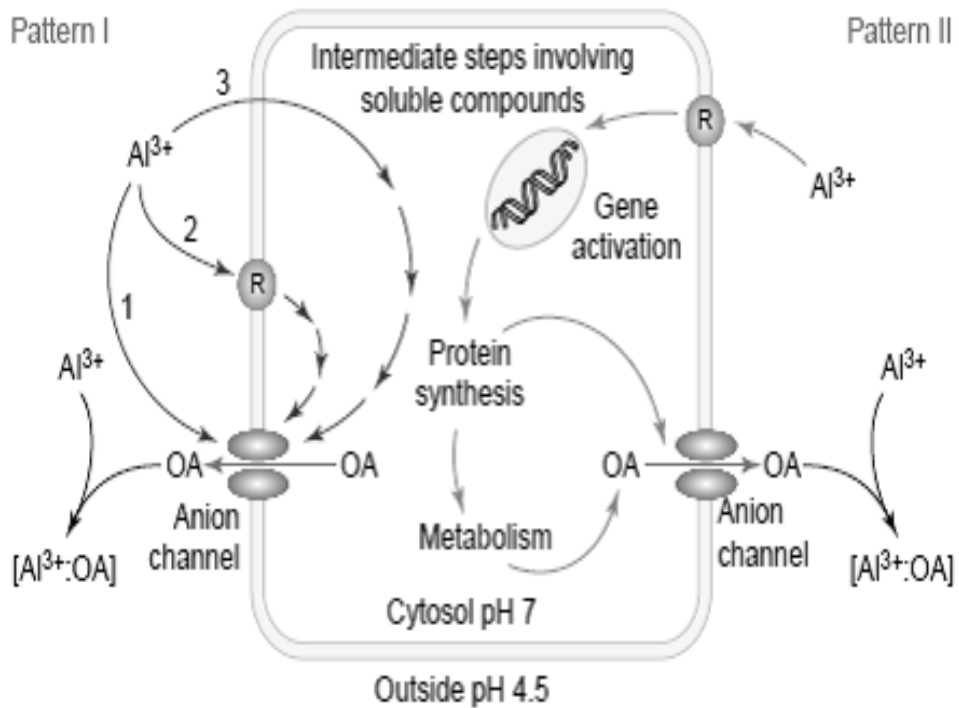 Pattern I
Pattern II
Intermediate steps involving
soluble compounds
3
R
Al3+
Al3+
Gene
activation
2
R
1
Protein
synthesis
Al3+
Al3+
OA
OA
OA
OA
Anion
channel
Metabolism
Anion
channel
[Al3+:OA]
[Al3+:OA]
Cytosol pH 7
Outside pH 4.5